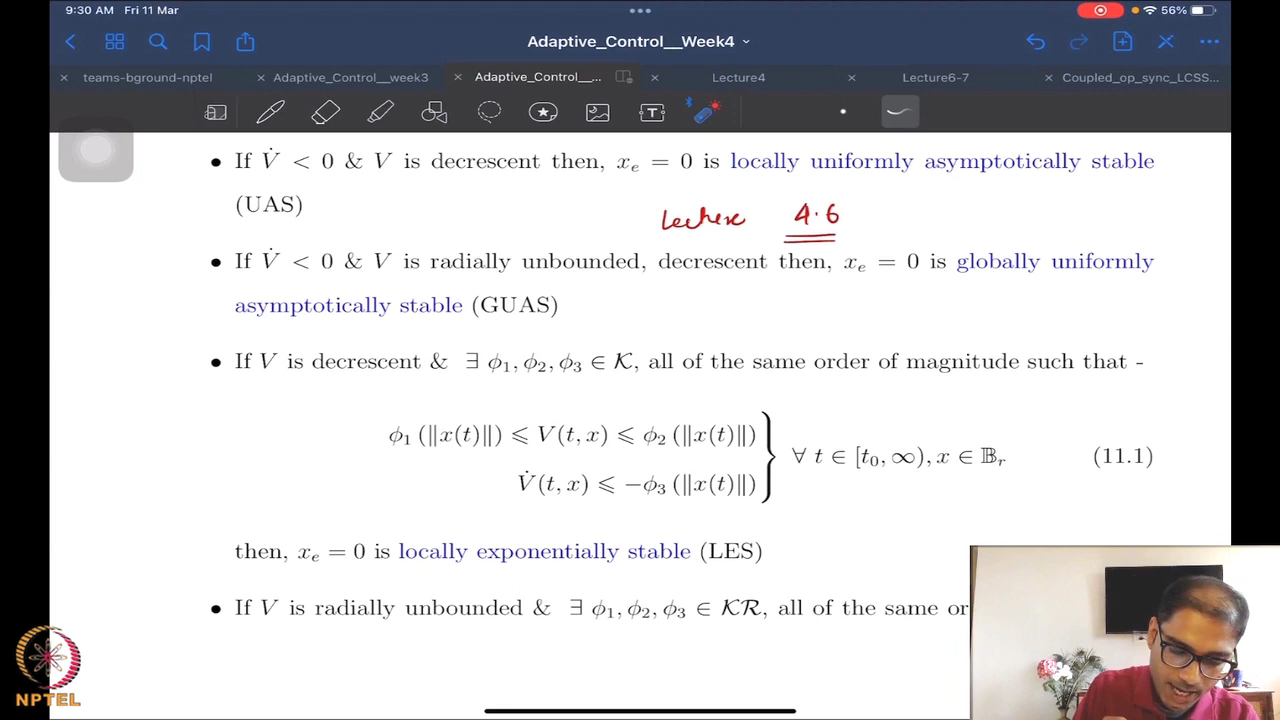 9:30 AM Fri 11 Mar
56%
Adaptive_Control__Week4
teams-bground-nptel
Adaptive_Control__week3
Adaptive_Control__...
Lecture4
Lecture6-7
Coupled_op_sync_LCSS...
• If V̇ < 0 & V is decrescent then, xₑ = 0 is locally uniformly asymptotically stable
(UAS)
Lecture 4.6
• If V̇ < 0 & V is radially unbounded, decrescent then, xₑ = 0 is globally uniformly
asymptotically stable (GUAS)
• If V is decrescent & ∃ ϕ₁, ϕ₂, ϕ₃ ∈ 𝒦, all of the same order of magnitude such that -
ϕ₁ (‖x(t)‖) ⩽ V(t, x) ⩽ ϕ₂ (‖x(t)‖)
V̇(t, x) ⩽ −ϕ₃ (‖x(t)‖) } ∀ t ∈ [t₀, ∞), x ∈ 𝔹ᵣ (11.1)
then, xₑ = 0 is locally exponentially stable (LES)
• If V is radially unbounded & ∃ ϕ₁, ϕ₂, ϕ₃ ∈ 𝒦ℛ, all of the same or
NPTEL